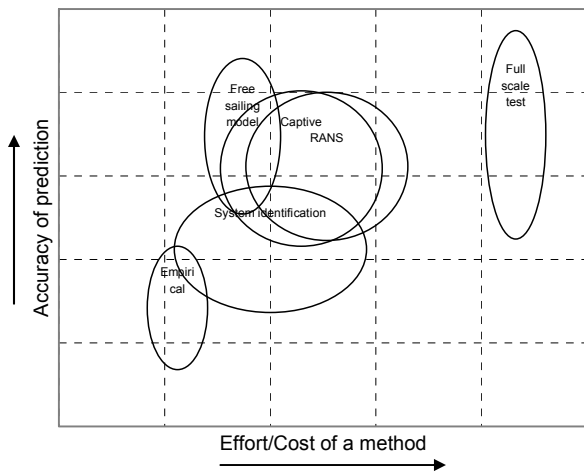 Free
sailing
model
Captive
RANS
Full
scale
test
System identification
Empiri
cal
Accuracy of prediction
Effort/Cost of a method